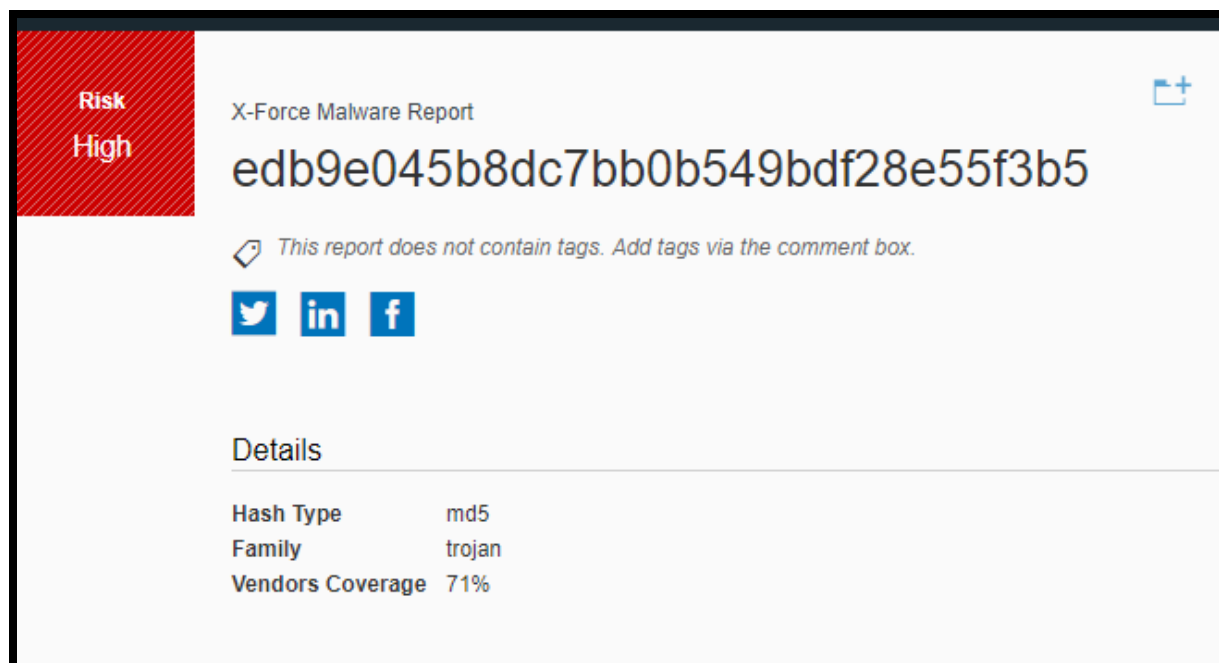 Risk
High
X-Force Malware Report
edb9e045b8dc7bb0b549bdf28e55f3b5
This report does not contain tags. Add tags via the comment box.
in f
Details
Hash Type md5
Family trojan
Vendors Coverage 71%